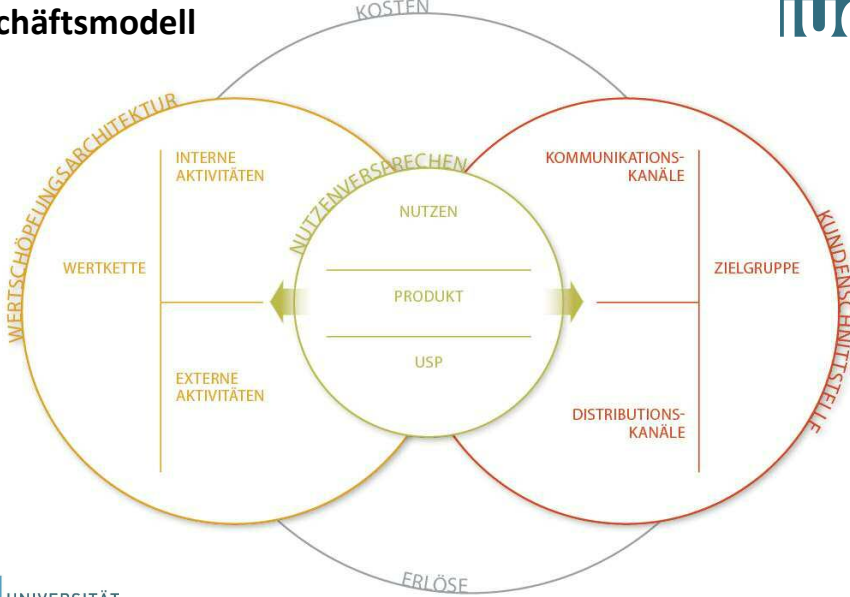 chäftsmodell
KOSTEN
WERTSCHÖPFUNGSARCHITEKTUR
INTERNE
AKTIVITÄTEN
WERTKETTE
EXTERNE
AKTIVITÄTEN
NUTZENVERSPRECHEN
NUTZEN
PRODUKT
USP
KOMMUNIKATIONS-
KANÄLE
ZIELGRUPPE
DISTRIBUTIONS-
KANÄLE
KUNDENSCHNITTSTELLE
ERLÖSE
UNIVERSITÄT